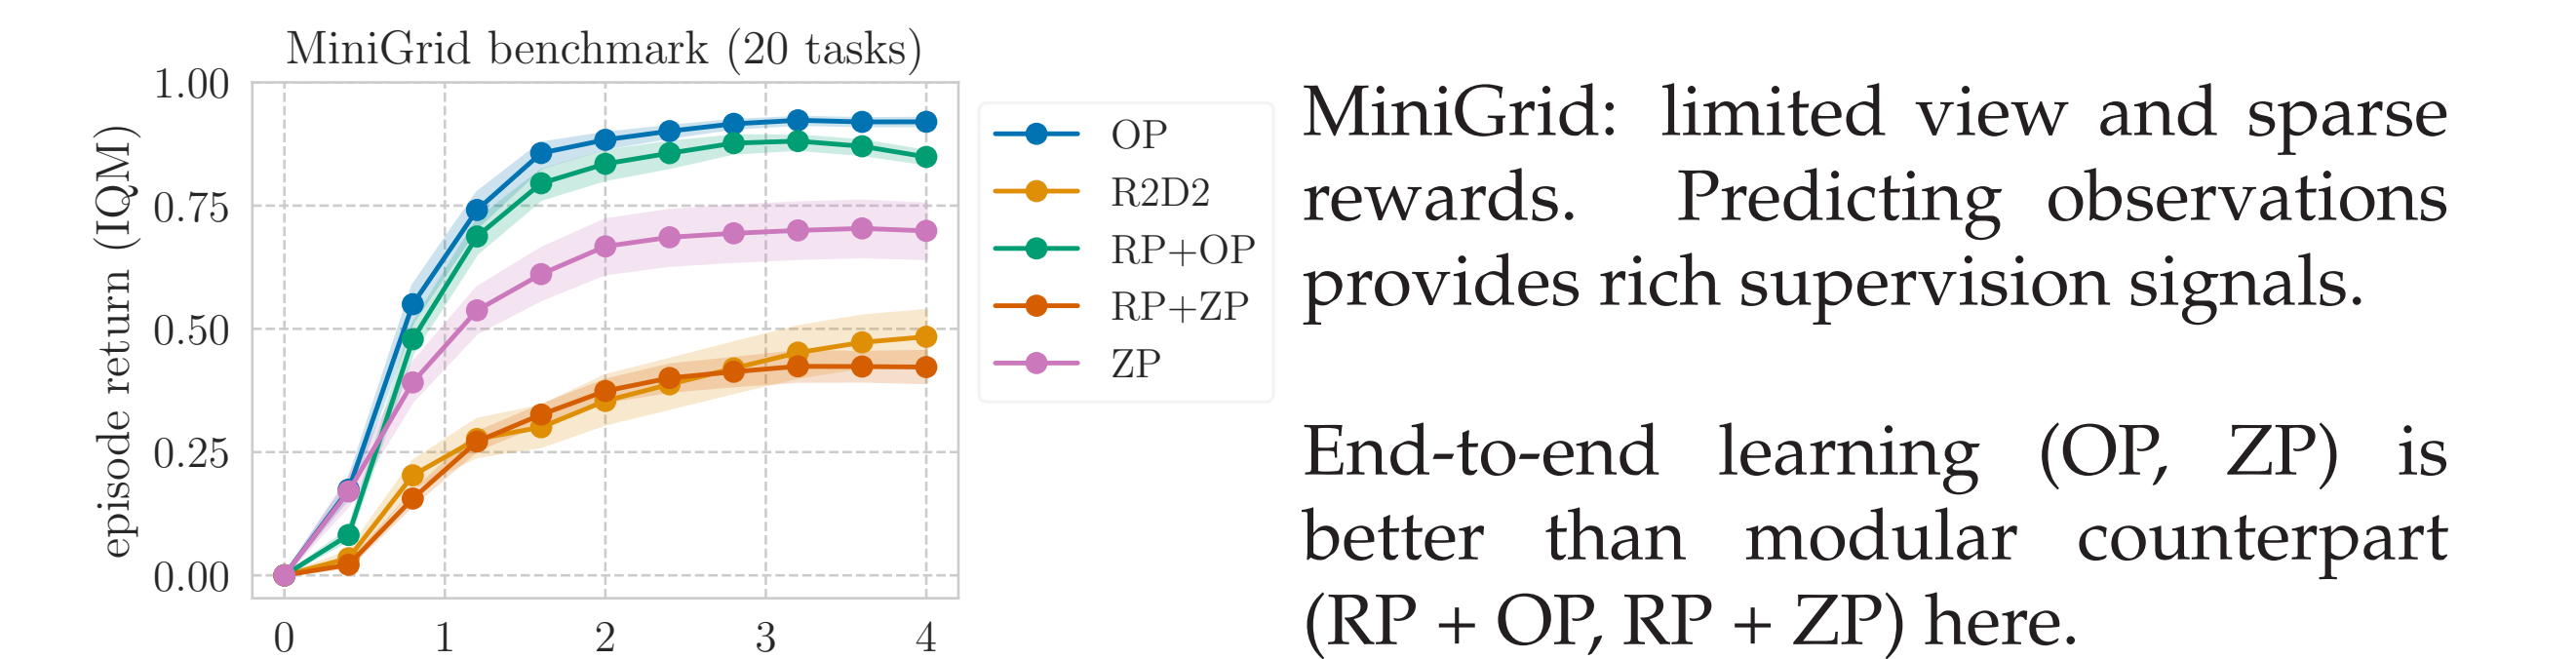 MiniGrid benchmark (20 tasks)
episode return (IQM)
1.00
0.75
0.50
0.25
0.00
0 1 2 3 4
OP
R2D2
RP+OP
RP+ZP
ZP
MiniGrid: limited view and sparse
rewards. Predicting observations
provides rich supervision signals.
End-to-end learning (OP, ZP) is
better than modular counterpart
(RP + OP, RP + ZP) here.